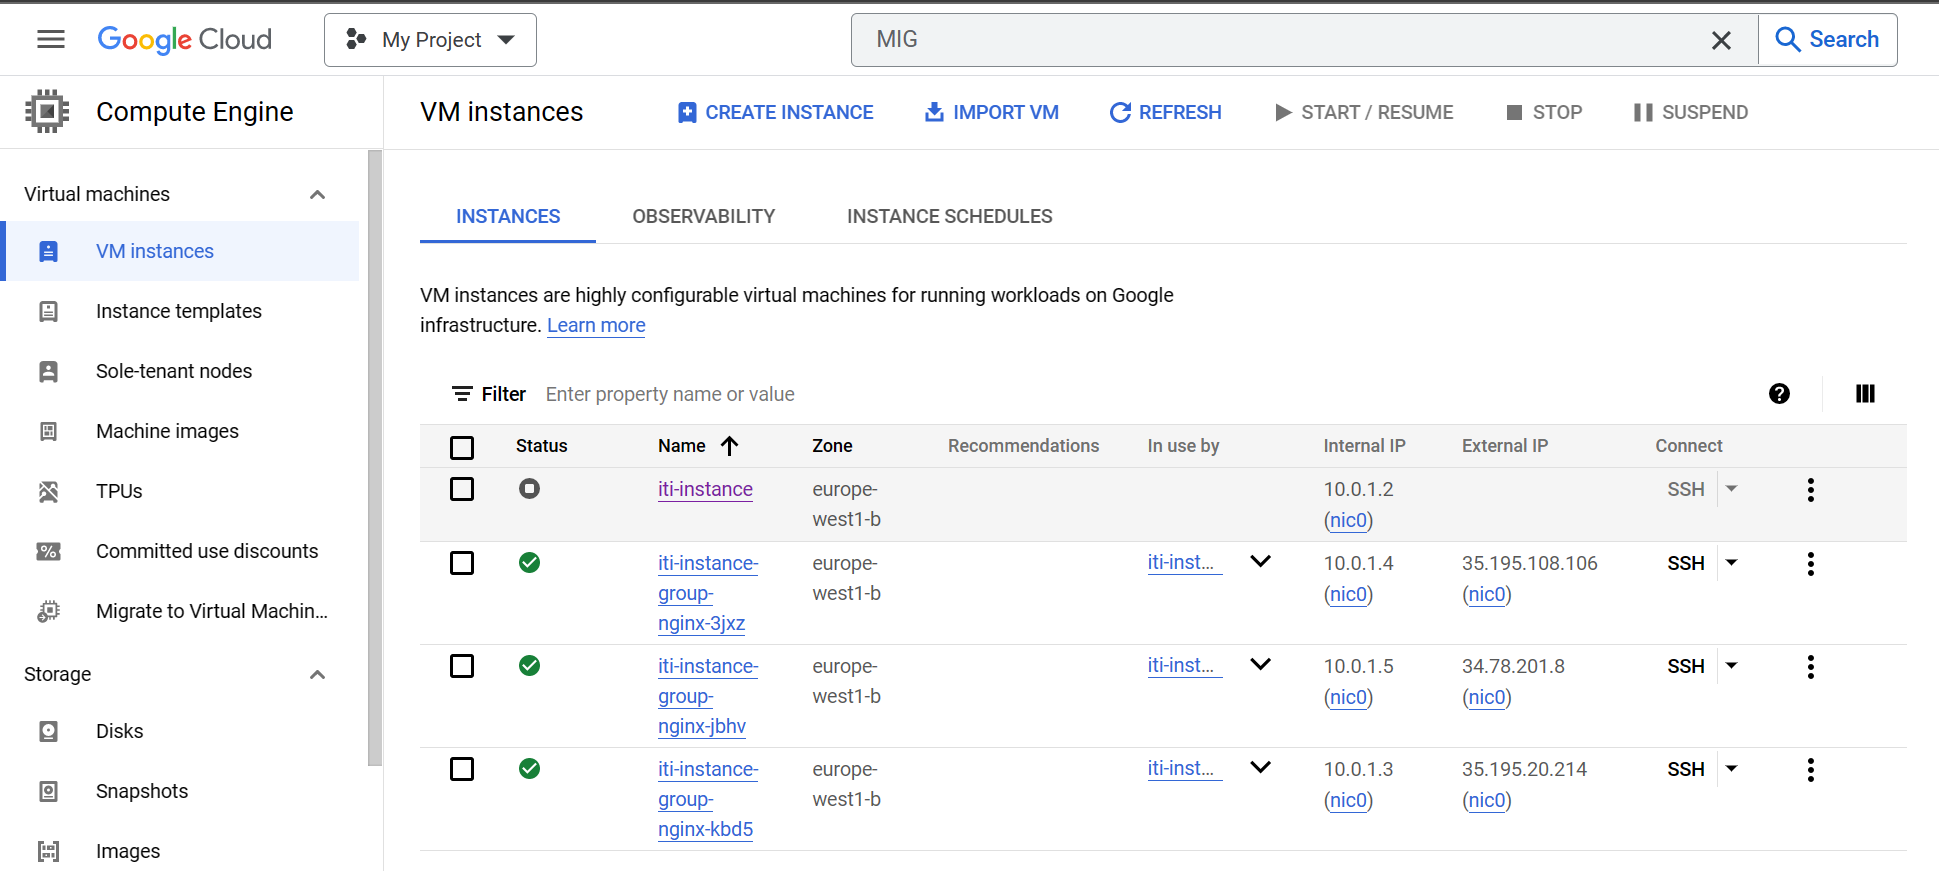 Google Cloud
My Project
MIG
Search
Compute Engine
VM instances
CREATE INSTANCE
IMPORT VM
REFRESH
START / RESUME
STOP
SUSPEND
Virtual machines
VM instances
Instance templates
Sole-tenant nodes
Machine images
TPUs
Committed use discounts
Migrate to Virtual Machin...
Storage
Disks
Snapshots
Images
INSTANCES
OBSERVABILITY
INSTANCE SCHEDULES
VM instances are highly configurable virtual machines for running workloads on Google
infrastructure. Learn more
Filter Enter property name or value
Status Name Zone Recommendations In use by Internal IP External IP Connect
iti-instance europe- 10.0.1.2 SSH
west1-b (nic0)
iti-instance- europe- iti-inst... 10.0.1.4 35.195.108.106 SSH
group- west1-b (nic0) (nic0)
nginx-3jxz
iti-instance- europe- iti-inst... 10.0.1.5 34.78.201.8 SSH
group- west1-b (nic0) (nic0)
nginx-jbhv
iti-instance- europe- iti-inst... 10.0.1.3 35.195.20.214 SSH
group- west1-b (nic0) (nic0)
nginx-kbd5